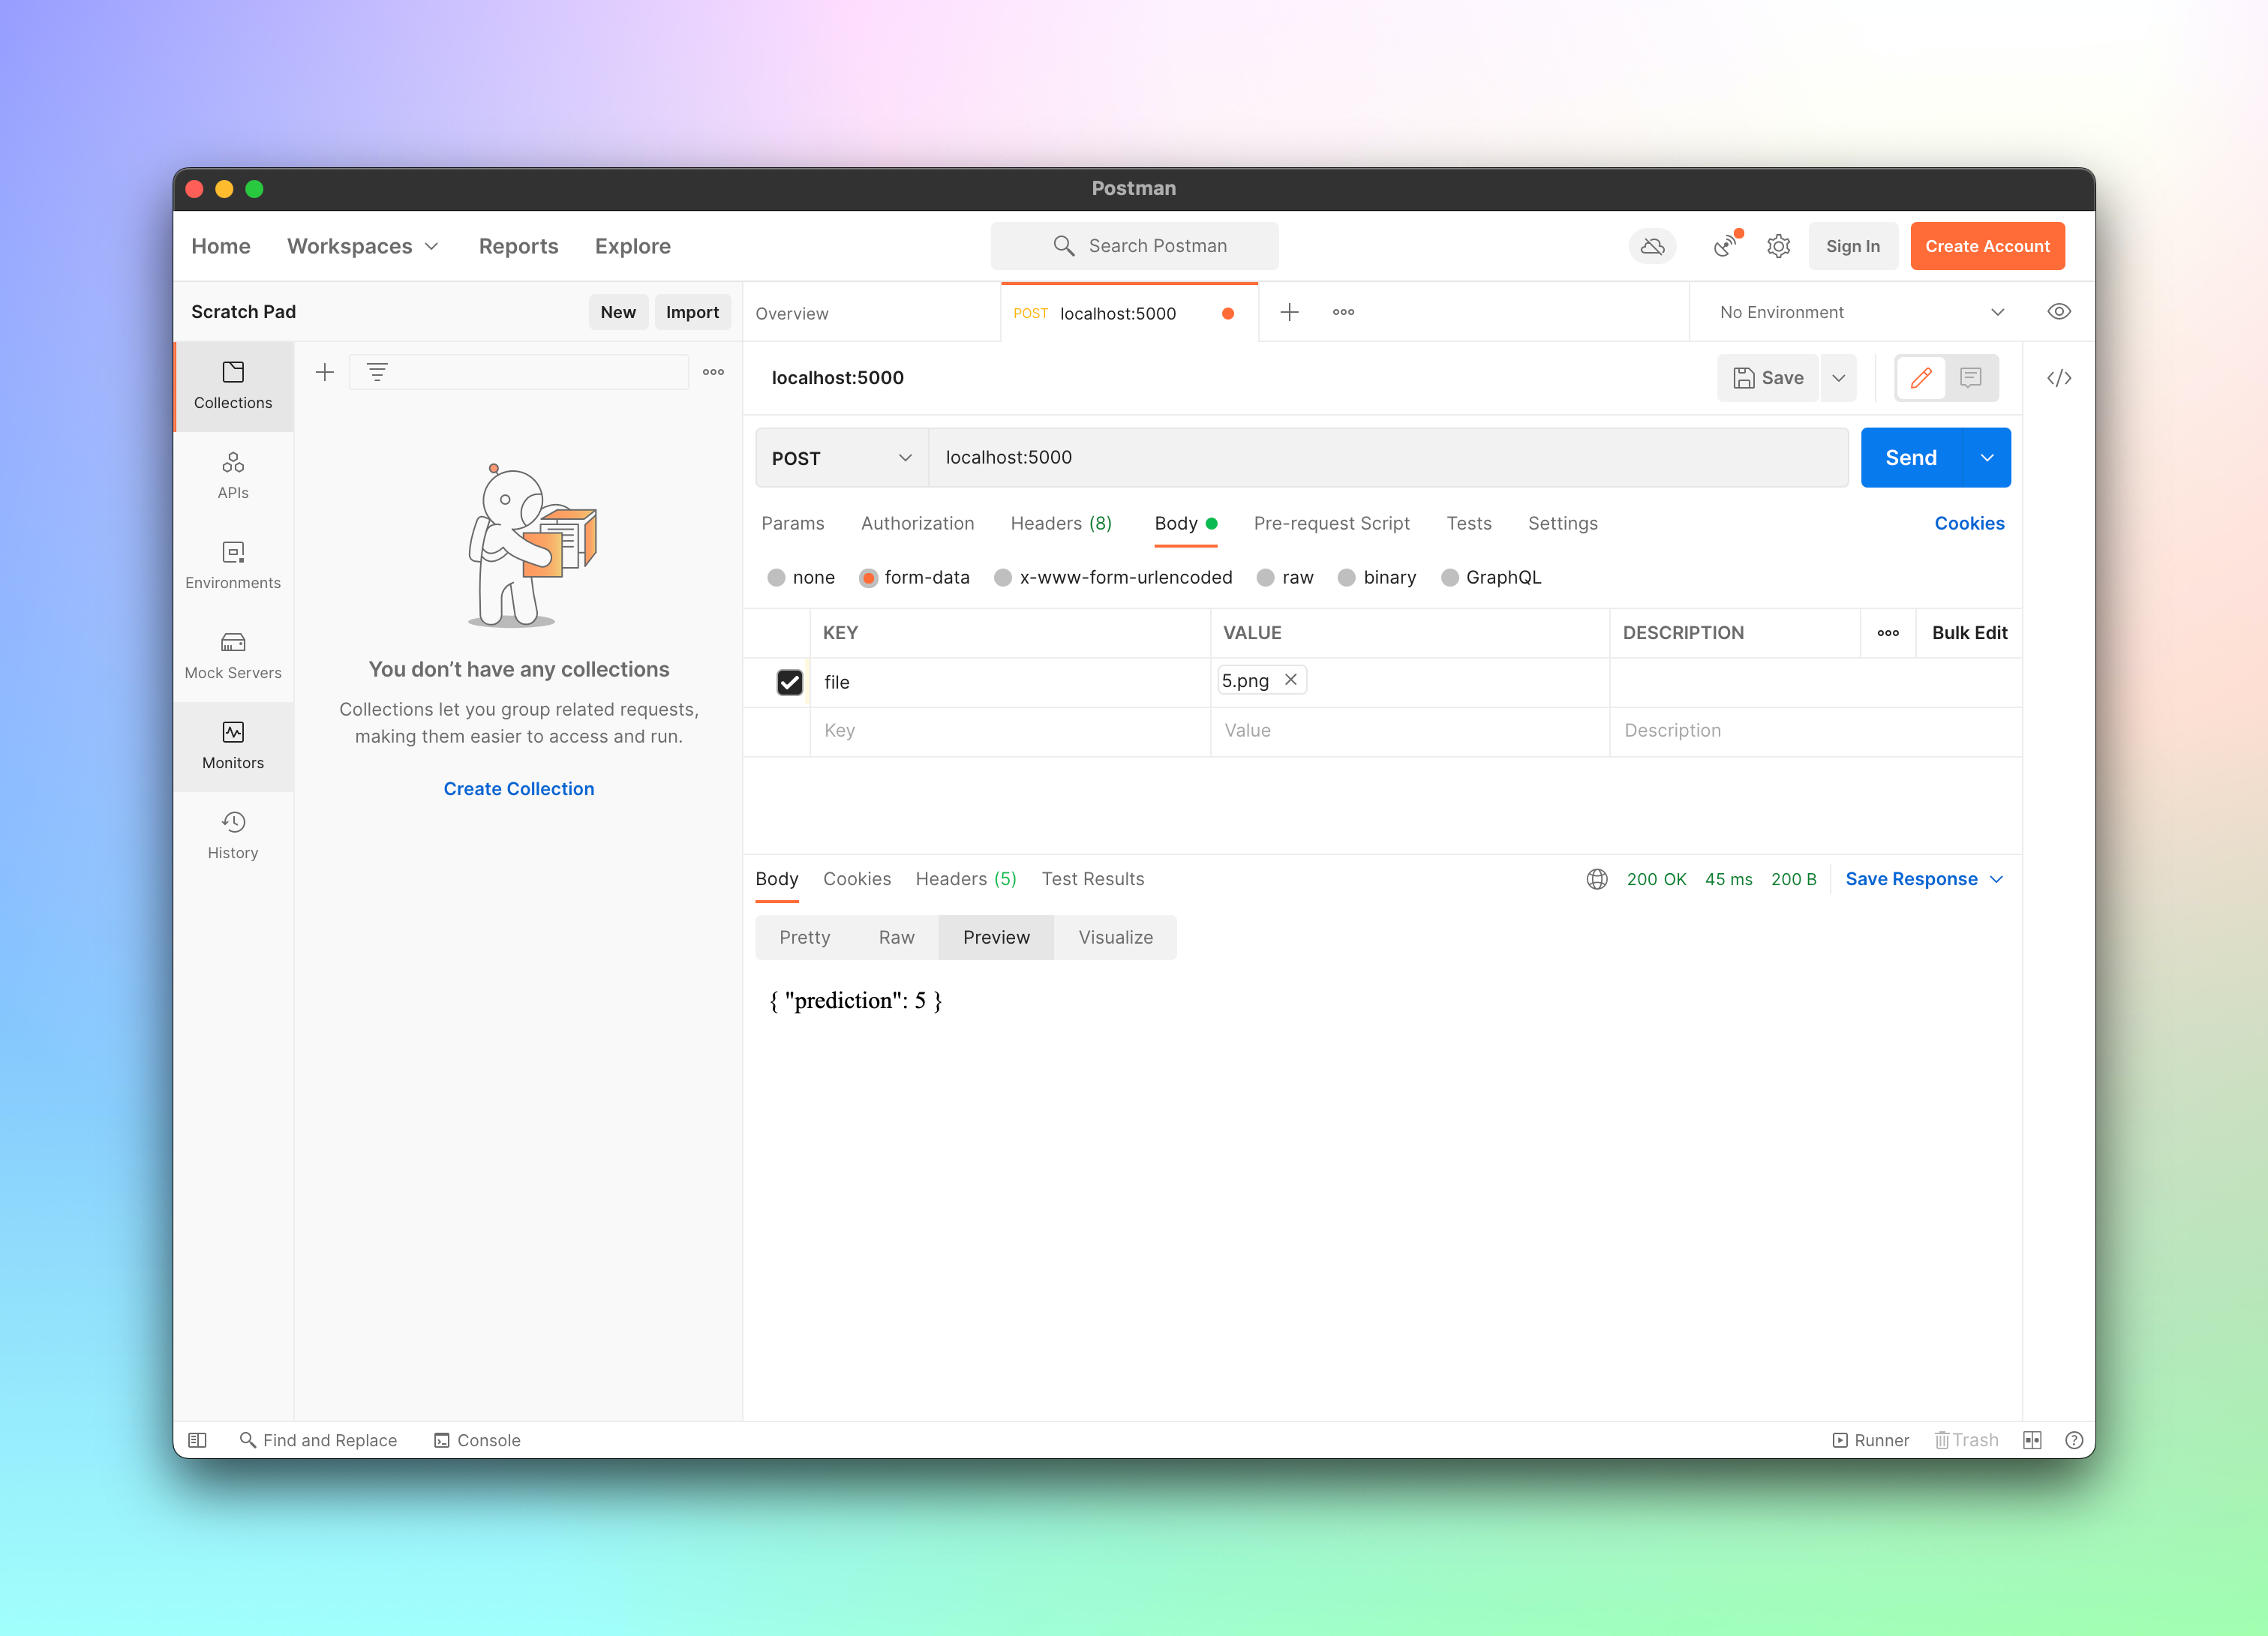 Postman
Home Workspaces Reports Explore Search Postman Sign In Create Account
Scratch Pad New Import Overview POST localhost:5000 No Environment
Collections
APIs
Environments
Mock Servers
Monitors
History
You don’t have any collections
Collections let you group related requests,
making them easier to access and run.
Create Collection
localhost:5000 Save
POST localhost:5000 Send
Params Authorization Headers (8) Body Pre-request Script Tests Settings Cookies
none form-data x-www-form-urlencoded raw binary GraphQL
KEY VALUE DESCRIPTION Bulk Edit
file 5.png
Key Value Description
Body Cookies Headers (5) Test Results 200 OK 45 ms 200 B Save Response
Pretty Raw Preview Visualize
{ "prediction": 5 }
Find and Replace Console Runner Trash